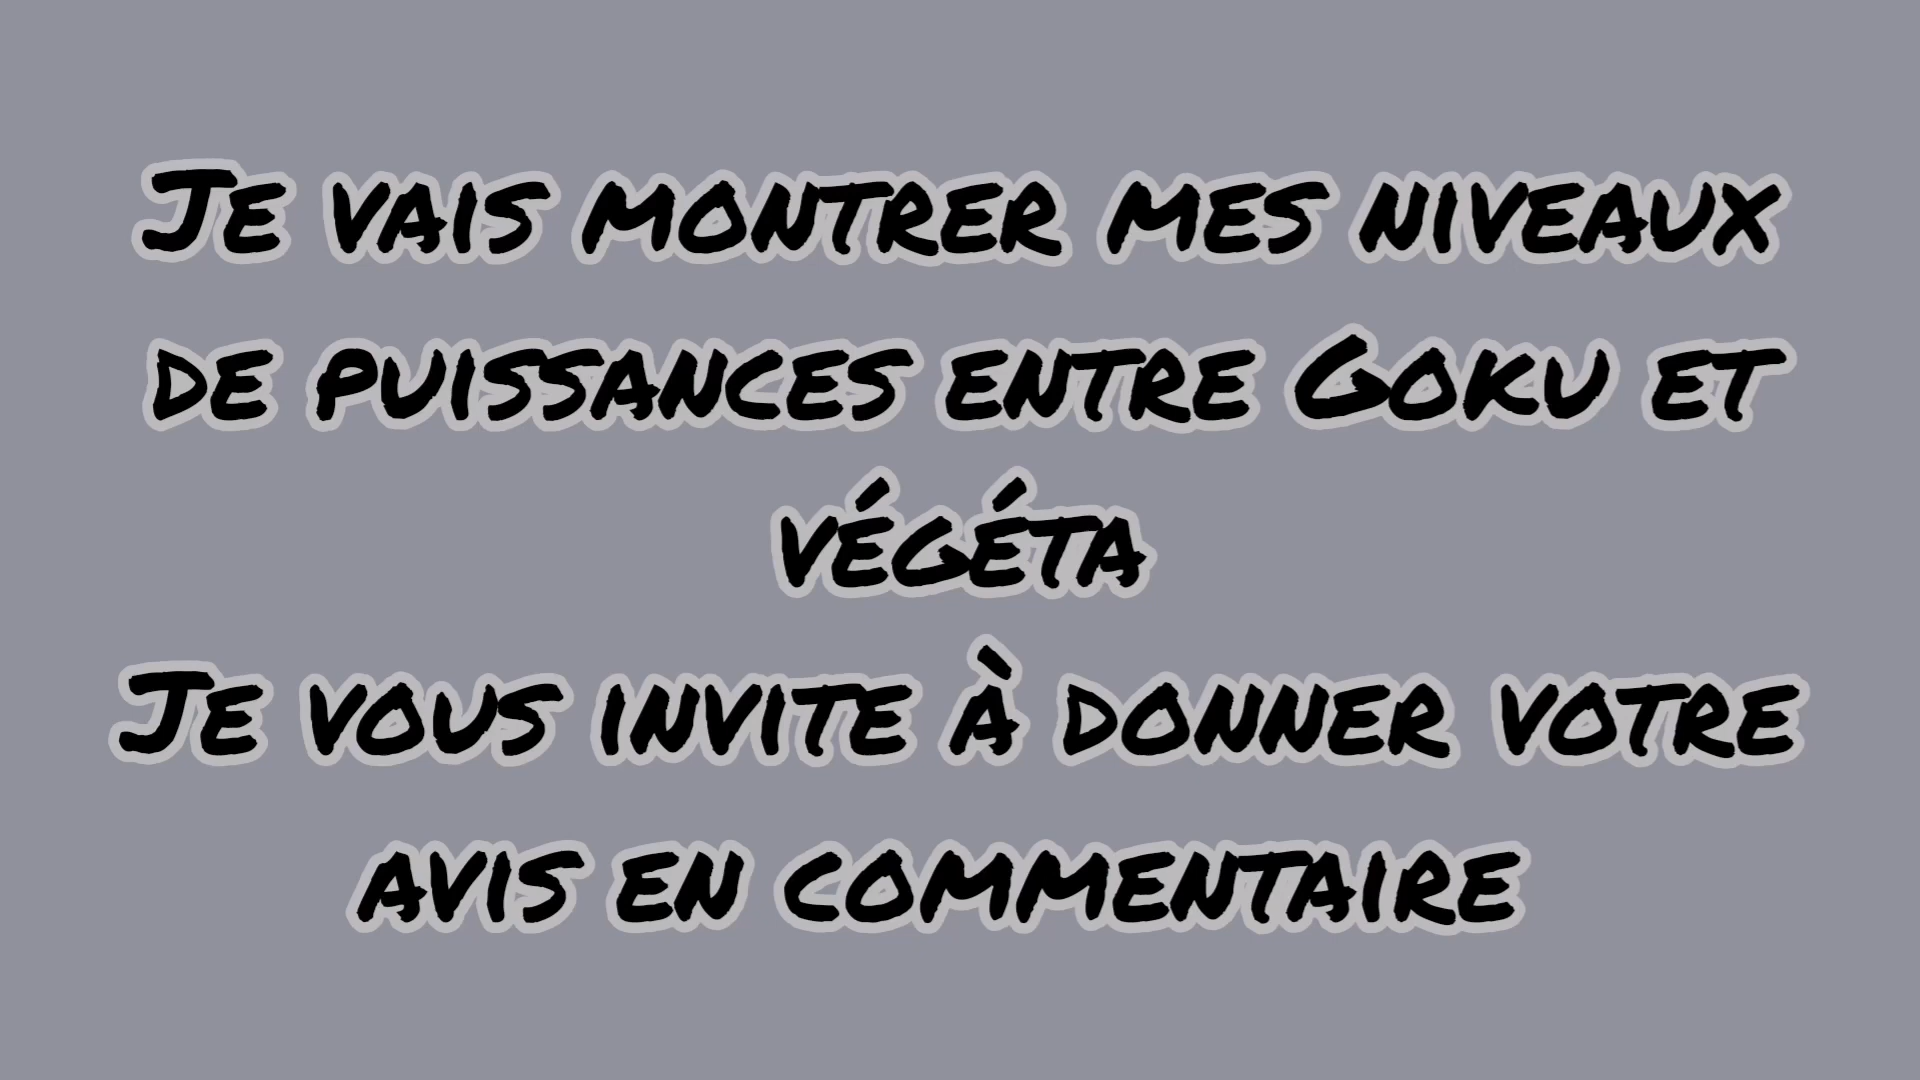 Je vais montrer mes niveaux
de puissances entre Goku et
végéta
Je vous invite à donner votre
avis en commentaire